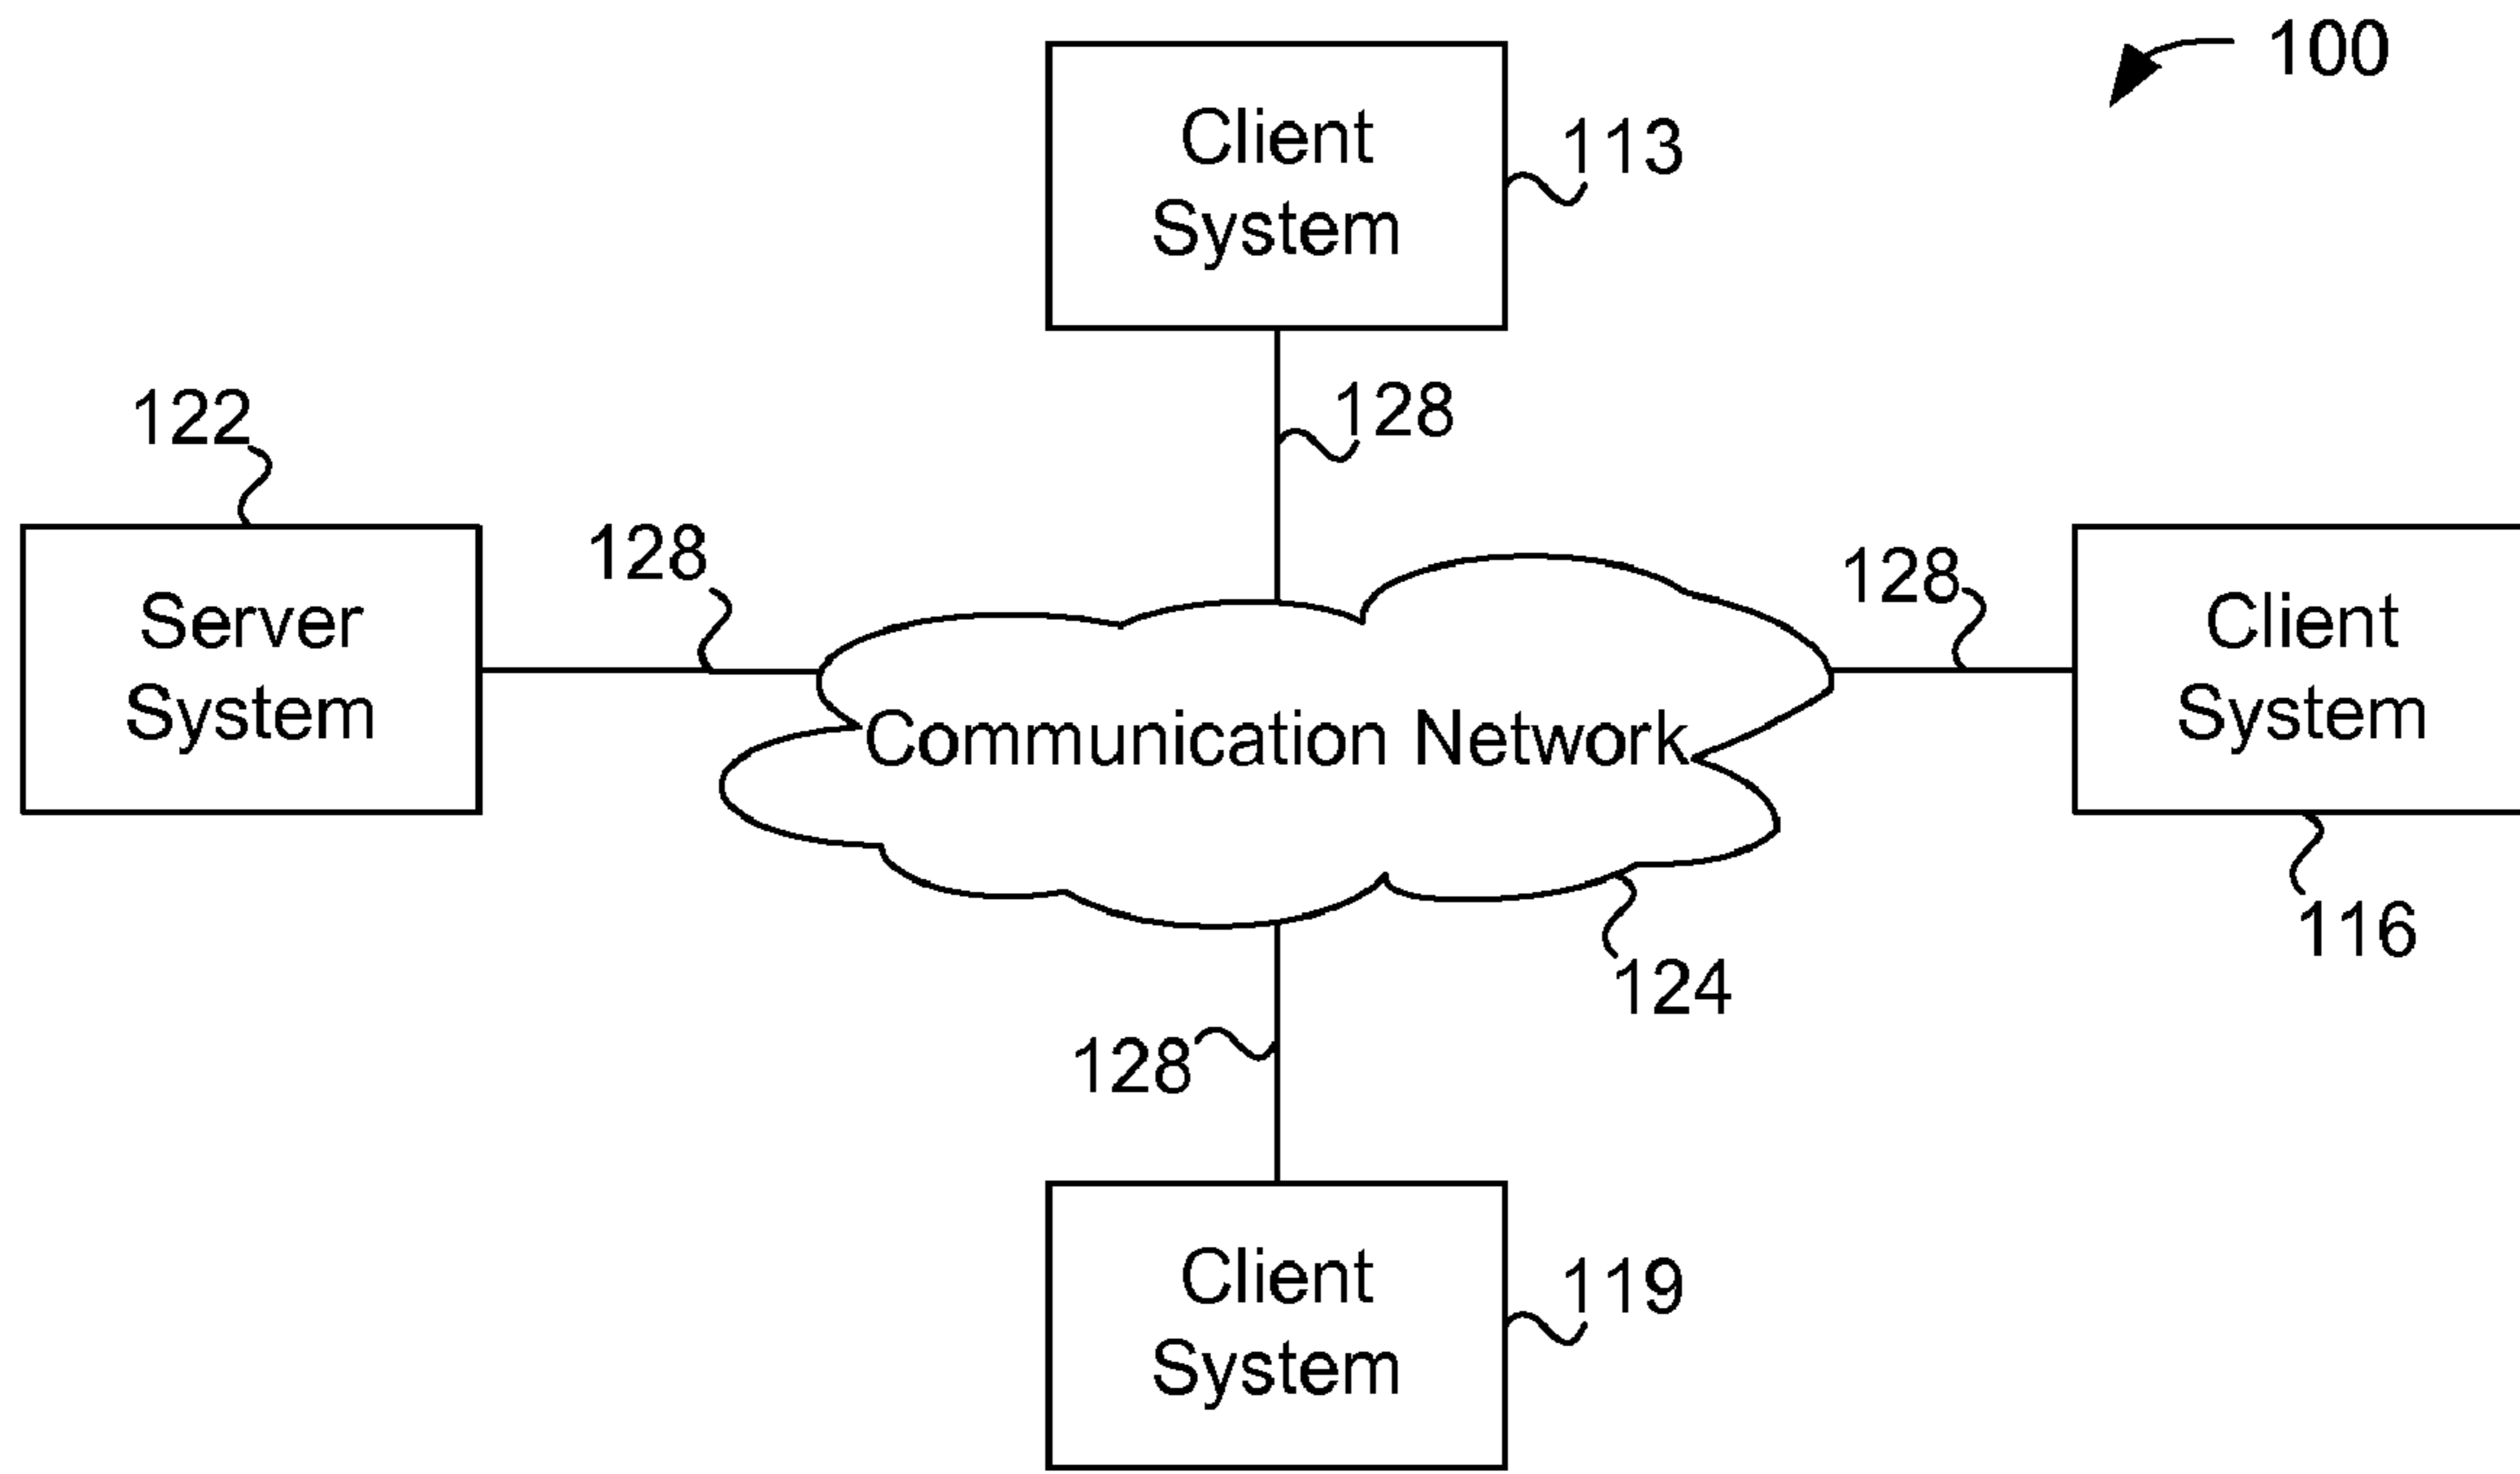 100
Client
System
113
128
122
Server
System
128
Communication Network
128
Client
System
116
124
128
Client
System
119